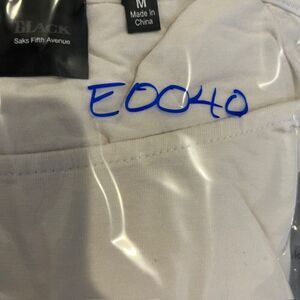 M
Made in
China
BLACK
Saks Fifth Avenue
E0040